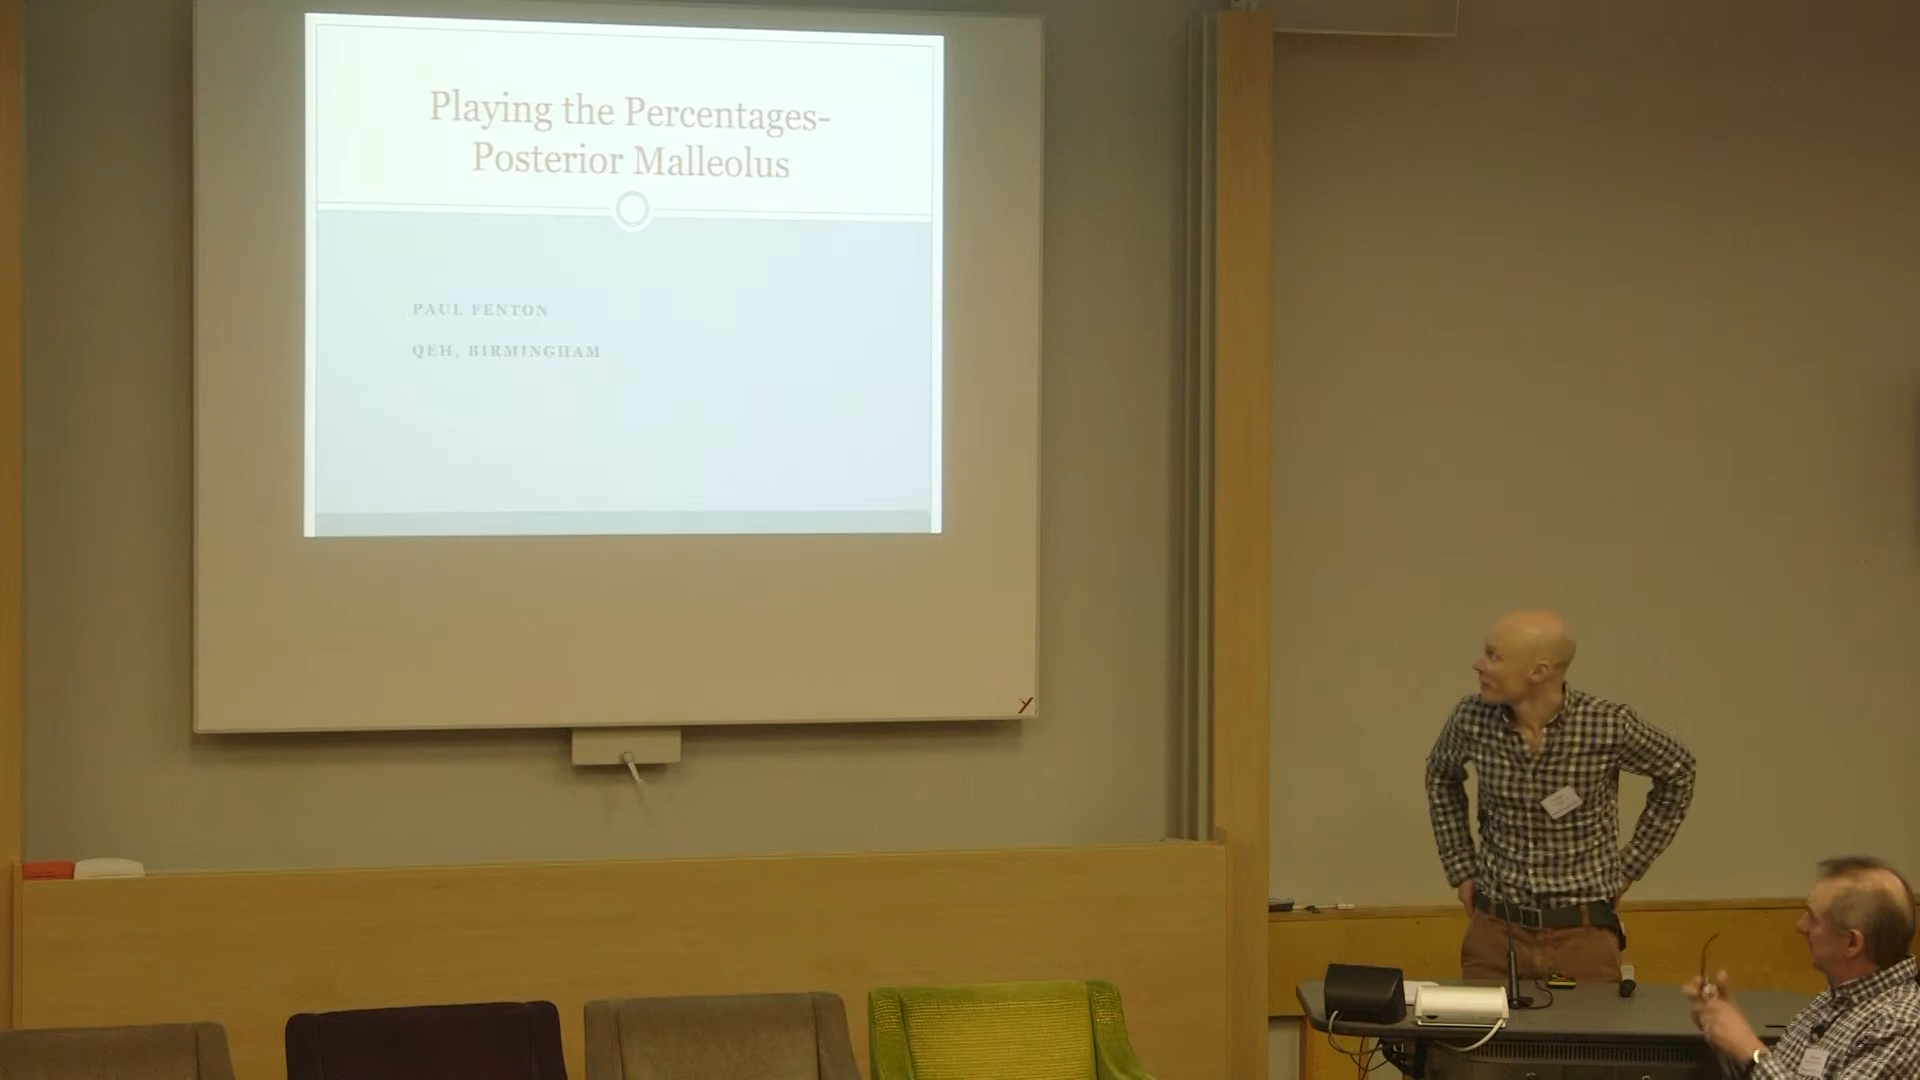 Playing the Percentages-
Posterior Malleolus
PAUL FENTON
QEH, BIRMINGHAM